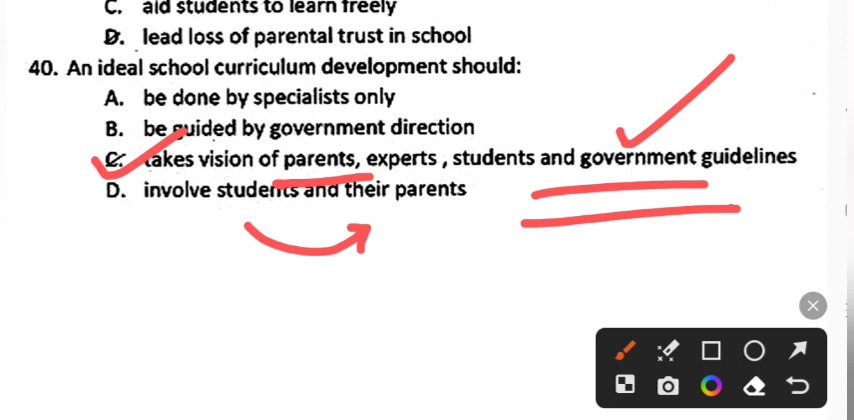 C. aid students to learn freely
D. lead loss of parental trust in school
40. An ideal school curriculum development should:
A. be done by specialists only
B. be guided by government direction
C. takes vision of parents, experts , students and government guidelines
D. involve students and their parents